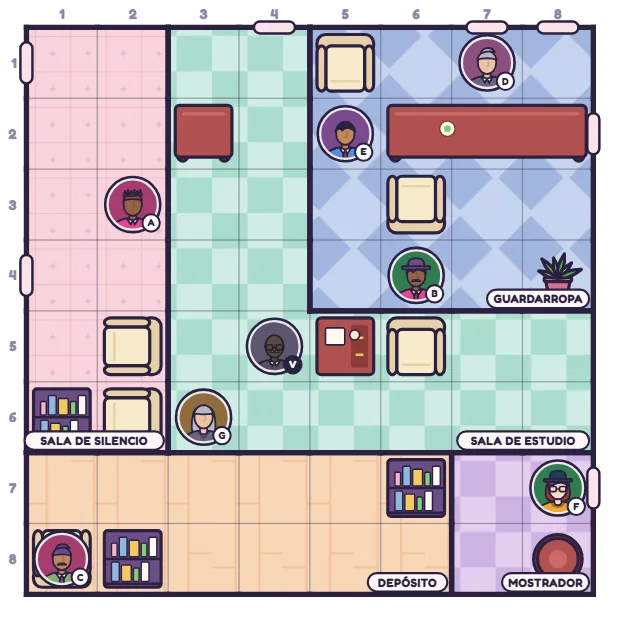 1 2 3 4 5 6 7 8
1
D
2
E
3
A
4
B
GUARDARROPA
5
V
6
G
SALA DE SILENCIO
SALA DE ESTUDIO
7
F
8
C
DEPÓSITO
MOSTRADOR